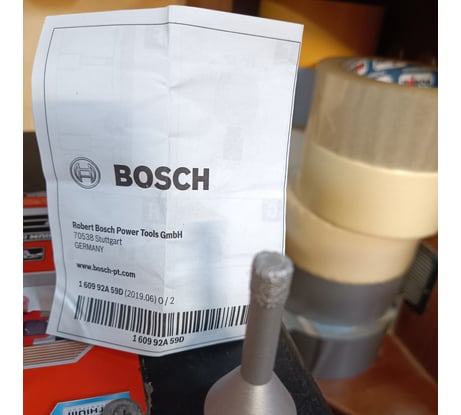 BOSCH
Robert Bosch Power Tools GmbH
70538 Stuttgart
GERMANY
www.bosch-pt.com
1 609 92A 59D (2019.06) O / 2
1 609 92A 59D